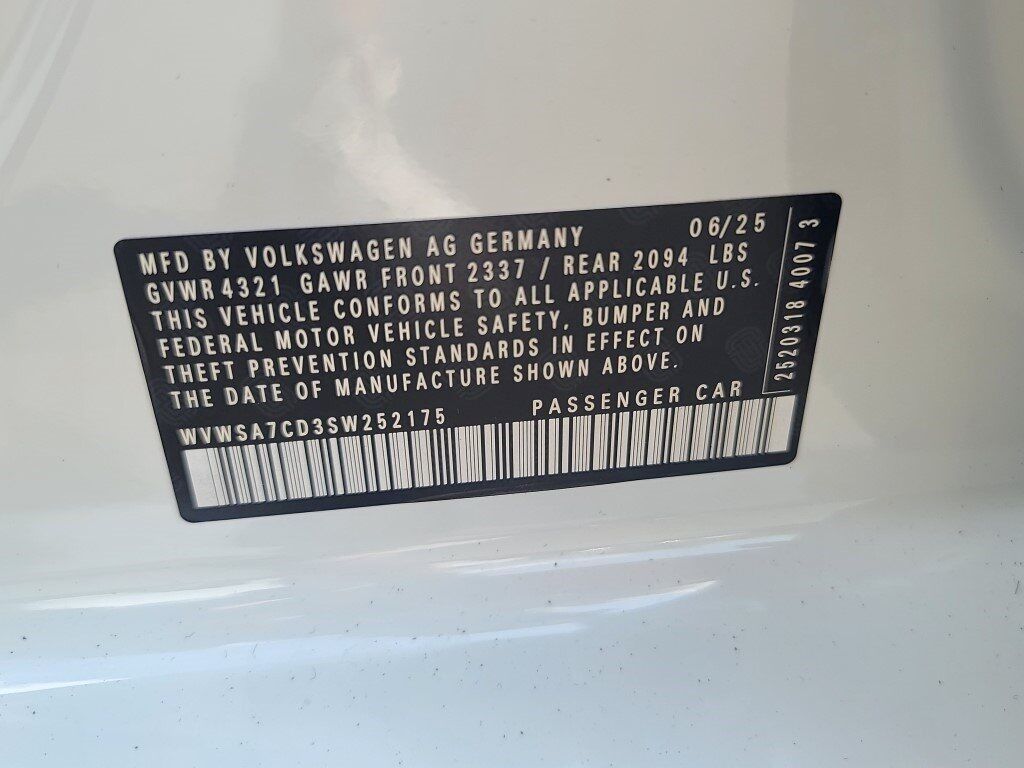 MFD BY VOLKSWAGEN AG GERMANY 06/25
GVWR 4321 GAWR FRONT 2337 / REAR 2094 LBS
THIS VEHICLE CONFORMS TO ALL APPLICABLE U.S.
FEDERAL MOTOR VEHICLE SAFETY, BUMPER AND
THEFT PREVENTION STANDARDS IN EFFECT ON
THE DATE OF MANUFACTURE SHOWN ABOVE.
WVWSA7CD3SW252175 PASSENGER CAR
2520318 4007 3